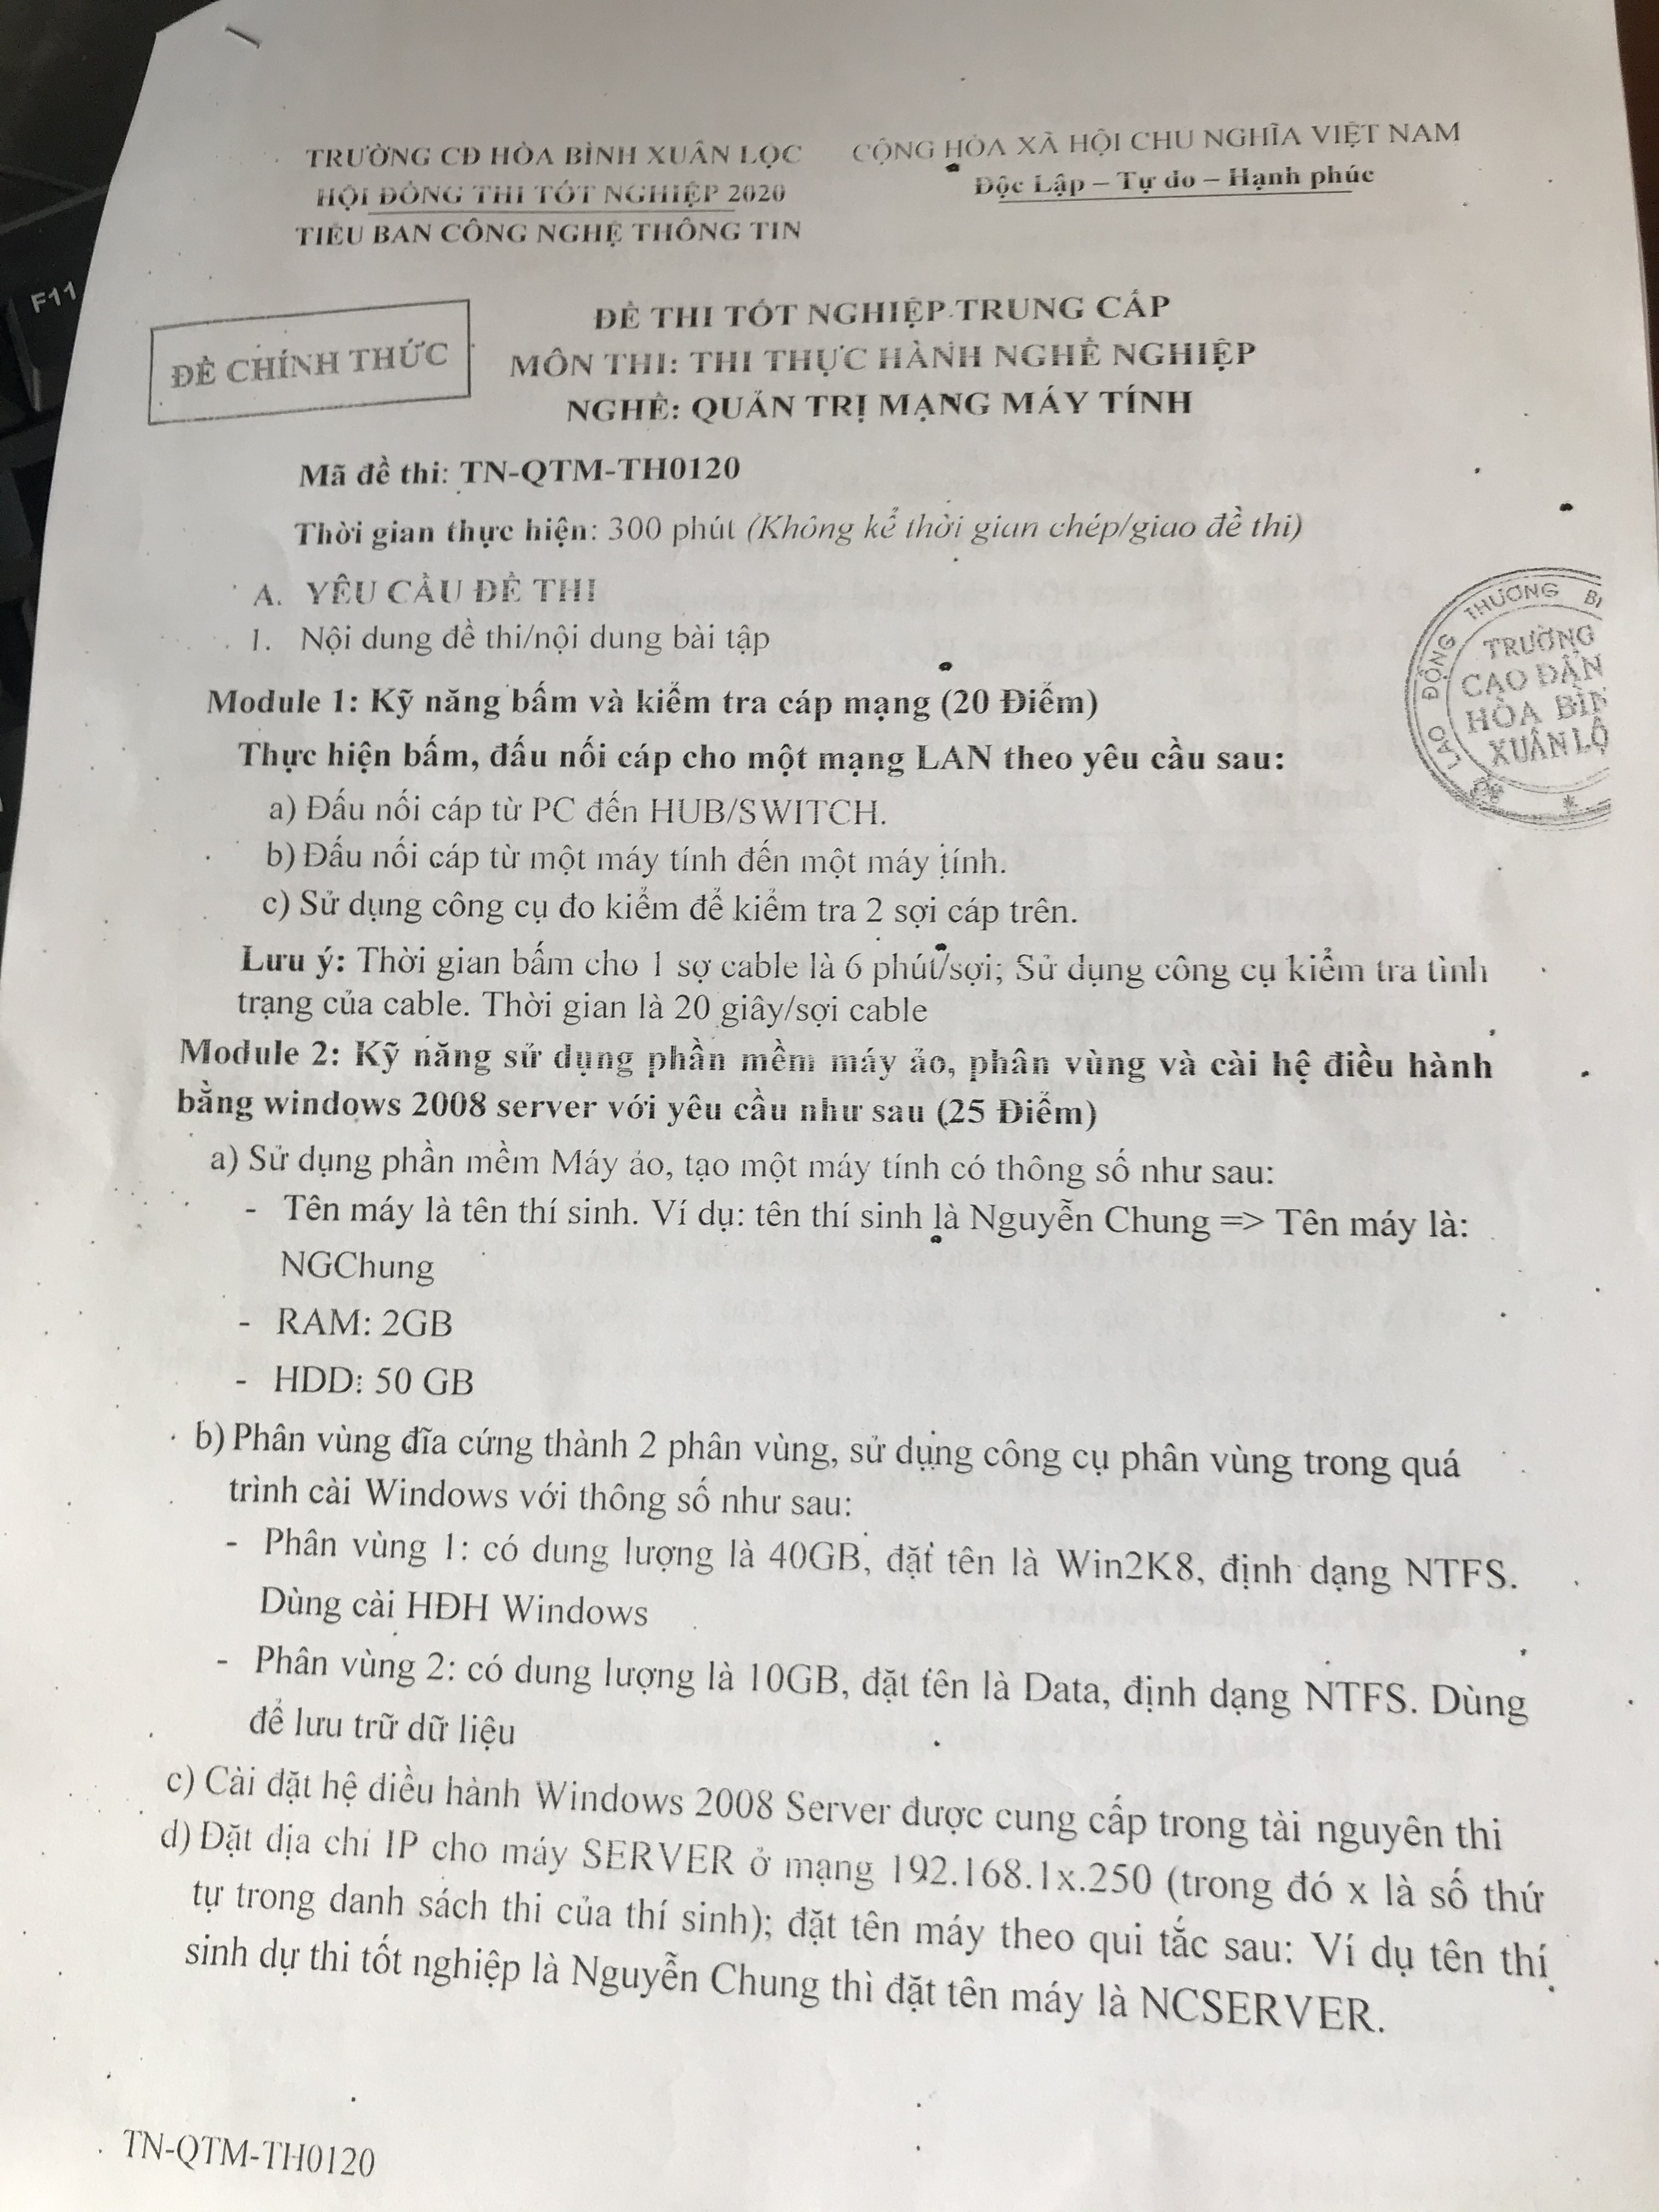 F11
TRƯỜNG CĐ HÒA BÌNH XUÂN LỘC
HỘI ĐỒNG THI TỐT NGHIỆP 2020
TIỂU BAN CÔNG NGHỆ THÔNG TIN
CỘNG HÒA XÃ HỘI CHỦ NGHĨA VIỆT NAM
Độc Lập – Tự do – Hạnh phúc
ĐỀ CHÍNH THỨC
ĐỀ THI TỐT NGHIỆP TRUNG CẤP
MÔN THI: THI THỰC HÀNH NGHỀ NGHIỆP
NGHỀ: QUẢN TRỊ MẠNG MÁY TÍNH
Mã đề thi: TN-QTM-TH0120
Thời gian thực hiện: 300 phút (Không kể thời gian chép/giao đề thi)
A. YÊU CẦU ĐỀ THI
1. Nội dung đề thi/nội dung bài tập
LAO ĐỘNG THƯƠNG
TRƯỜNG
CAO
HÒA
XUÂN
Module 1: Kỹ năng bấm và kiểm tra cáp mạng (20 Điểm)
Thực hiện bấm, đấu nối cáp cho một mạng LAN theo yêu cầu sau:
a) Đấu nối cáp từ PC đến HUB/SWITCH.
b) Đấu nối cáp từ một máy tính đến một máy tính.
c) Sử dụng công cụ đo kiểm để kiểm tra 2 sợi cáp trên.
Lưu ý: Thời gian bấm cho 1 sợ cable là 6 phút/sợi; Sử dụng công cụ kiểm tra tình
trạng của cable. Thời gian là 20 giây/sợi cable
Module 2: Kỹ năng sử dụng phần mềm máy ảo, phân vùng và cài hệ điều hành
bằng windows 2008 server với yêu cầu như sau (25 Điểm)
a) Sử dụng phần mềm Máy ảo, tạo một máy tính có thông số như sau:
- Tên máy là tên thí sinh. Ví dụ: tên thí sinh là Nguyễn Chung => Tên máy là:
NGChung
- RAM: 2GB
- HDD: 50 GB
b) Phân vùng đĩa cứng thành 2 phân vùng, sử dụng công cụ phân vùng trong quá
trình cài Windows với thông số như sau:
- Phân vùng 1: có dung lượng là 40GB, đặt tên là Win2K8, định dạng NTFS.
Dùng cài HĐH Windows
- Phân vùng 2: có dung lượng là 10GB, đặt tên là Data, định dạng NTFS. Dùng
để lưu trữ dữ liệu
c) Cài đặt hệ điều hành Windows 2008 Server được cung cấp trong tài nguyên thi
d) Đặt địa chỉ IP cho máy SERVER ở mạng 192.168.1x.250 (trong đó x là số thứ
tự trong danh sách thi của thí sinh); đặt tên máy theo qui tắc sau: Ví dụ tên thí
sinh dự thi tốt nghiệp là Nguyễn Chung thì đặt tên máy là NCSERVER.
TN-QTM-TH0120